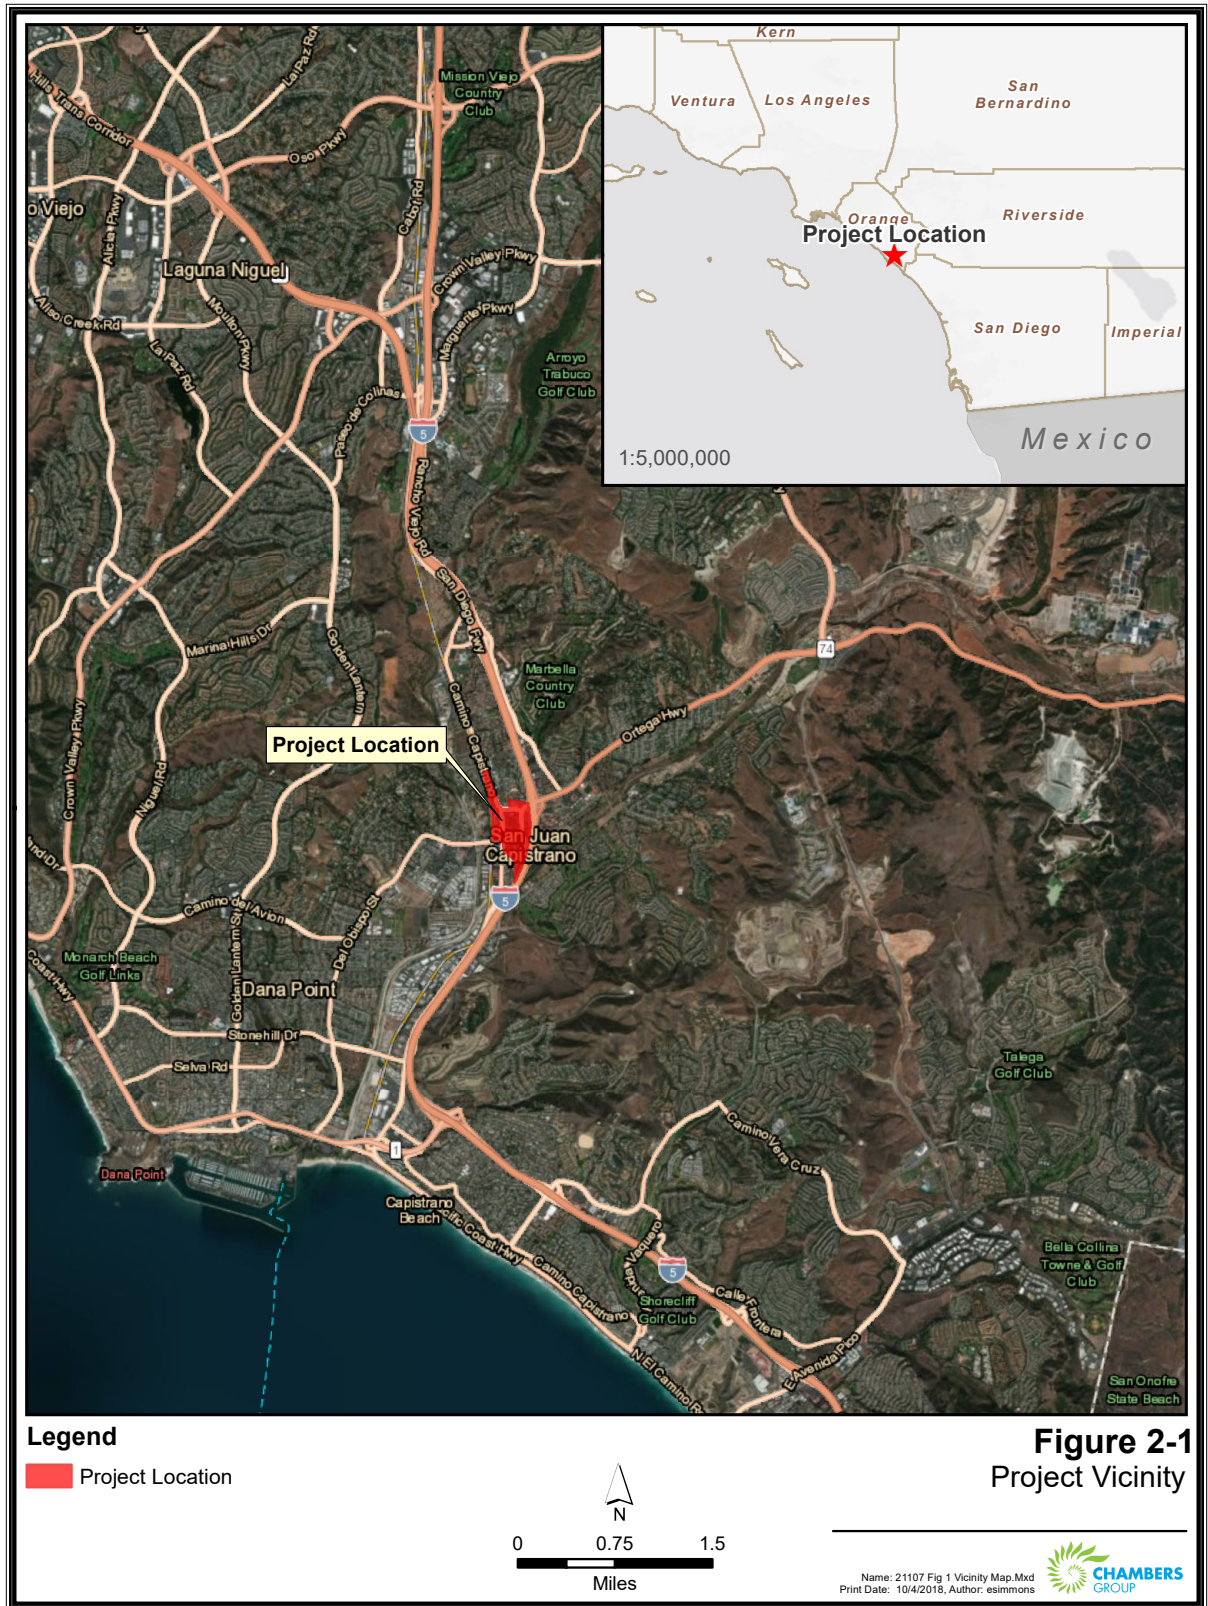 Hills Trans Corridor
La Paz Rd
Mission Viejo
Country
Club
Oso Pkwy
o Viejo
Alicia Pkwy
Cabot Rd
Laguna Niguel
Crown Valley Pkwy
Aliso Creek Rd
Moulton Pkwy
Marguerite Pkwy
La Paz Rd
Arroyo
Trabuco
Golf Club
Paseo de Colinas
5
Rancho Viejo Rd
San Diego Fwy
Marina Hills Dr
Golden Lantern
Marbella
Country
Club
74
Camino Capistrano
Ortega Hwy
Project Location
Crown Valley Pkwy
Niguel Rd
San Juan
Capistrano
and Dr
5
Camino del Avion
Del Obispo St
Golden Lantern St
Monarch Beach
Golf Links
Coast Hwy
Dana Point
Stonehill Dr
Selva Rd
Talega
Golf Club
Camino Vera Cruz
1
Dana Point
Capistrano
Beach
cific Coast Hwy
Camino Capistrano
Vaquero
5
Calle Frontera
Shorecliff
Golf Club
Bella Collina
Towne & Golf
Club
E Avenida Pico
N El Camino R
San Onofre
State Beach
Kern
Ventura
Los Angeles
San
Bernardino
Orange
Riverside
Project Location
San Diego
Imperial
Mexico
1:5,000,000
Legend
Project Location
N
0 0.75 1.5
Miles
Figure 2-1
Project Vicinity
Name: 21107 Fig 1 Vicinity Map.Mxd
Print Date: 10/4/2018, Author: esimmons
CHAMBERS
GROUP